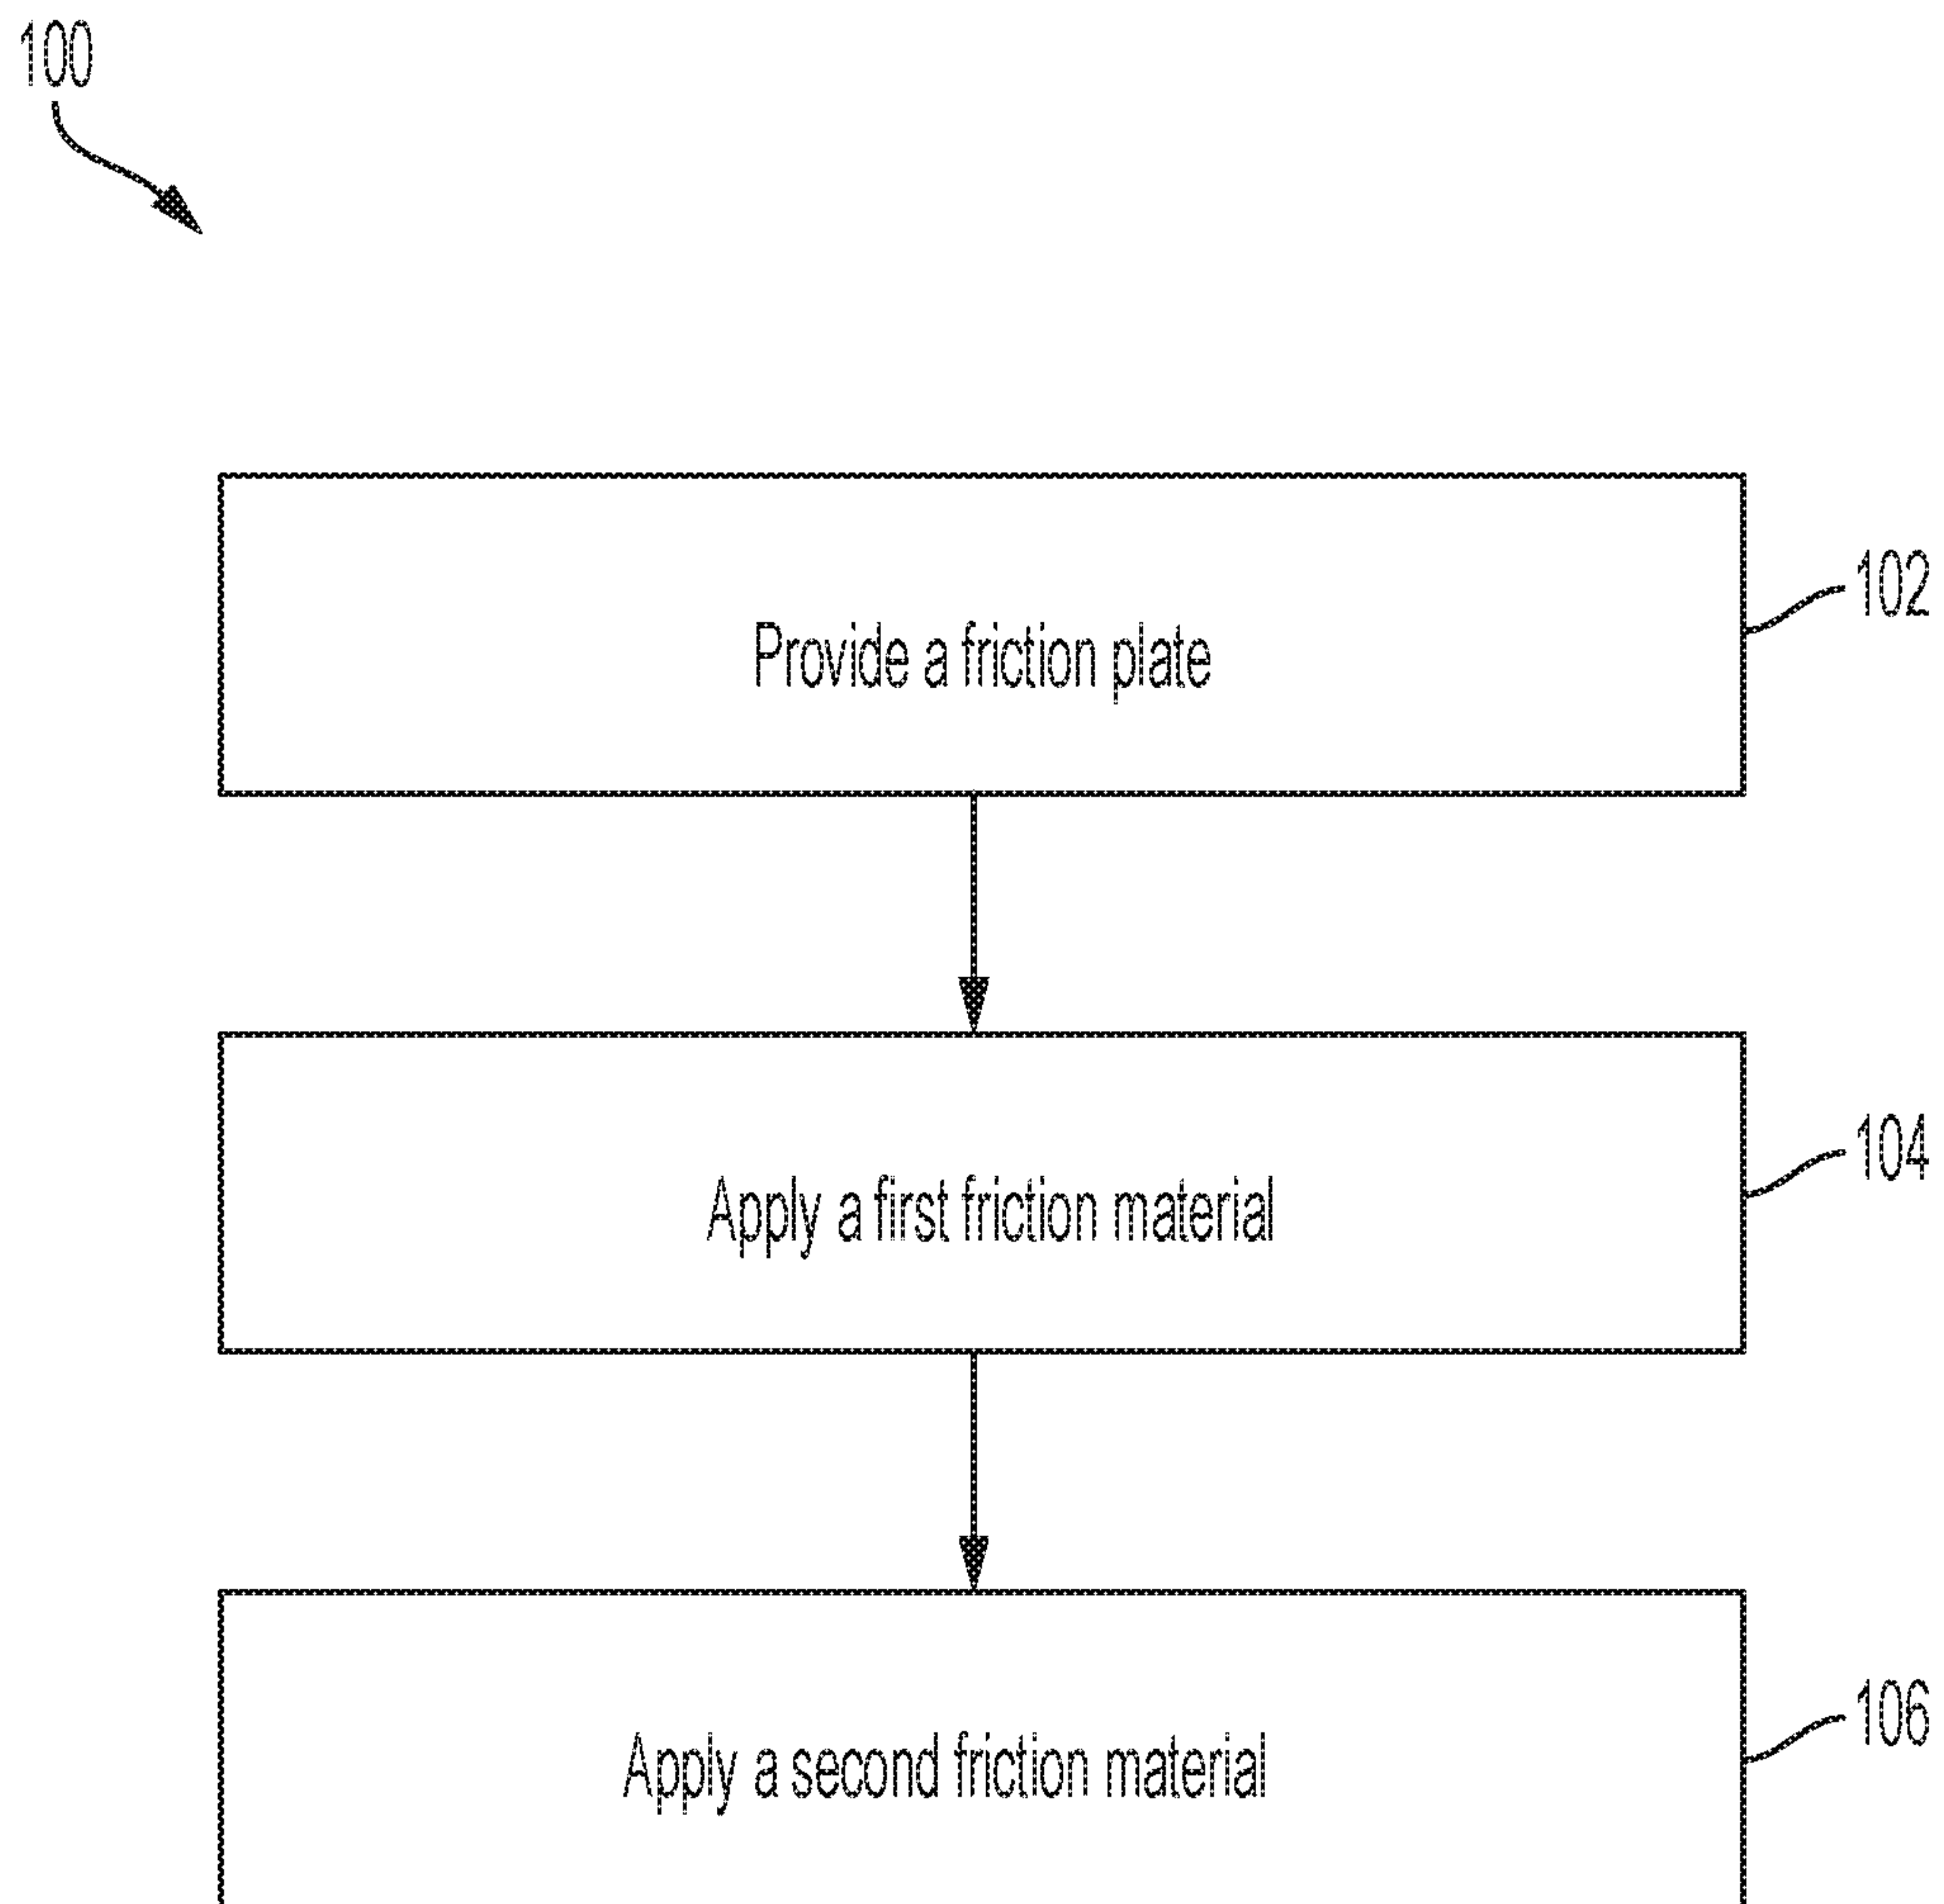 100
Provide a friction plate
102
Apply a first friction material
104
Apply a second friction material
106